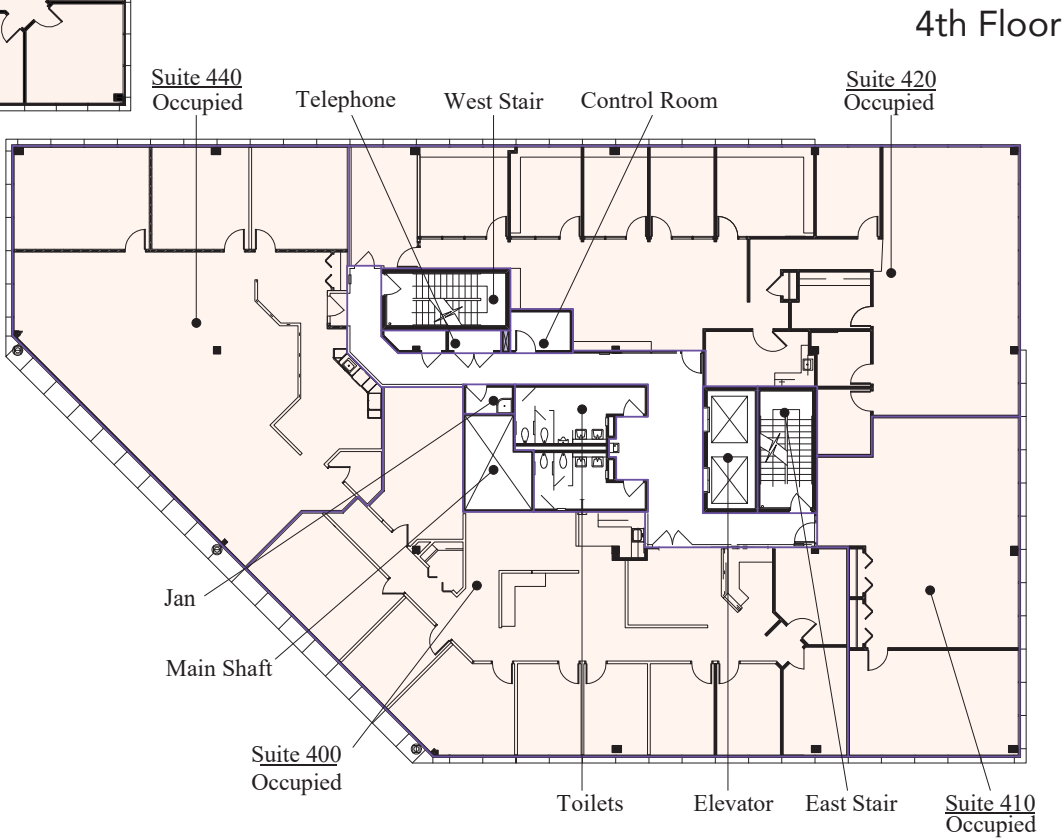 4th Floor
Suite 440
Occupied
Telephone
West Stair
Control Room
Suite 420
Occupied
Jan
Main Shaft
Suite 400
Occupied
Toilets
Elevator
East Stair
Suite 410
Occupied